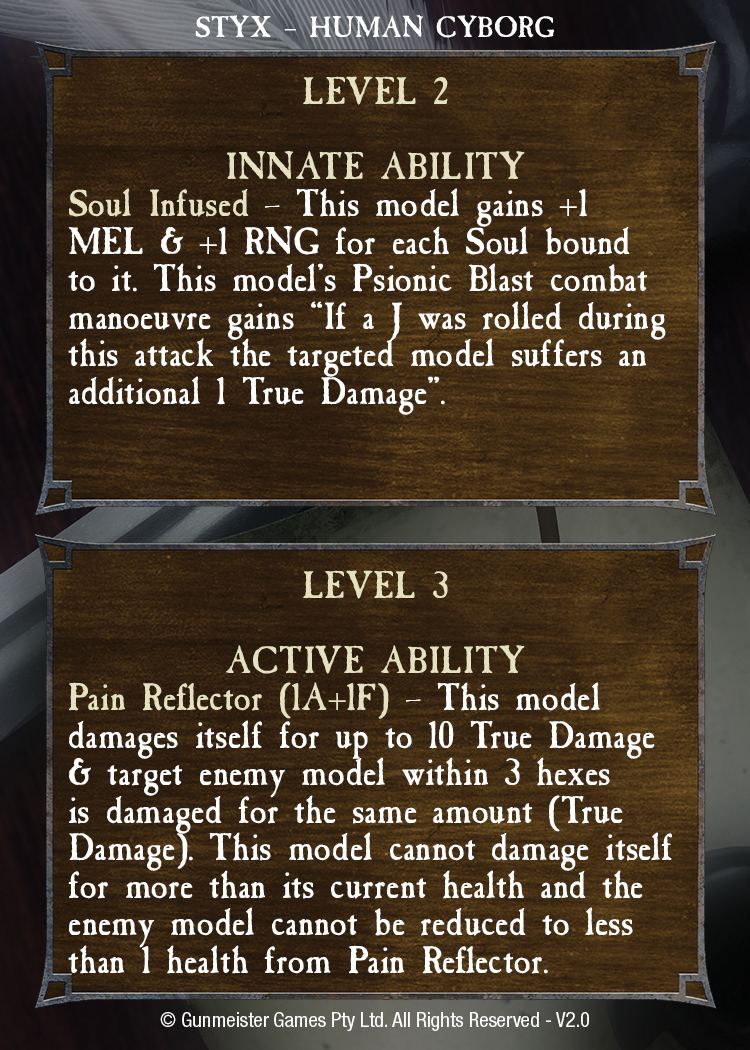 STYX – HUMAN CYBORG
LEVEL 2
INNATE ABILITY
Soul Infused – This model gains +1
MEL & +1 RNG for each Soul bound
to it. This model's Psionic Blast combat
manoeuvre gains “If a J was rolled during
this attack the targeted model suffers an
additional 1 True Damage”.
LEVEL 3
ACTIVE ABILITY
Pain Reflector (1A+1F) – This model
damages itself for up to 10 True Damage
& target enemy model within 3 hexes
is damaged for the same amount (True
Damage). This model cannot damage itself
for more than its current health and the
enemy model cannot be reduced to less
than 1 health from Pain Reflector.
© Gunmeister Games Pty Ltd. All Rights Reserved - V2.0